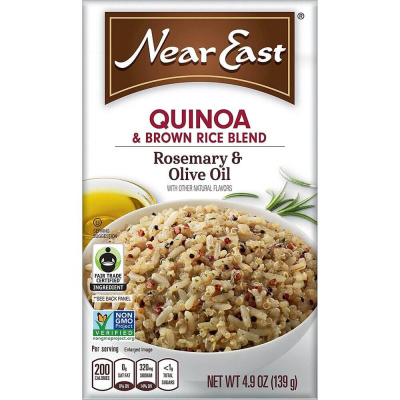 Near East®
QUINOA
& BROWN RICE BLEND
Rosemary &
Olive Oil
WITH OTHER NATURAL FLAVORS
SERVING
SUGGESTION
FAIR TRADE
CERTIFIED
INGREDIENT
*SEE BACK PANEL
NON
GMO
Project
VERIFIED
nongmoproject.org
Per serving Enlarged Image
200 0g 320mg <1g
CALORIES SAT FAT SODIUM TOTAL
SUGARS
0% DV 14% DV
NET WT 4.9 OZ (139 g)